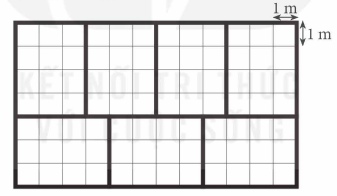 1 m
1 m
KẾT NỐI TRI THỨC
VỚI CUỘC SỐNG